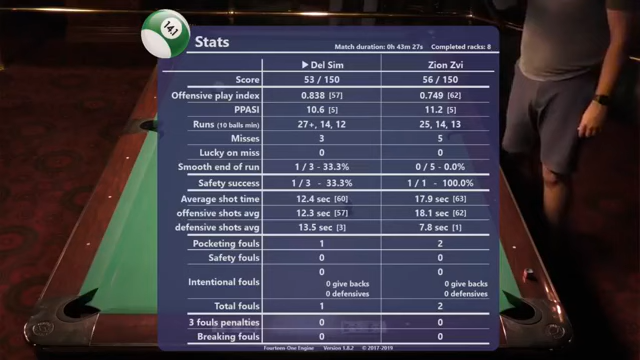 14.1
Stats
Match duration: 0h 43m 27s Completed racks: 8
Del Sim Zion Zvi
Score 53 / 150 56 / 150
Offensive play index 0.838 [57] 0.749 [62]
PPASI 10.6 [5] 11.2 [5]
Runs (10 balls min) 27+, 14, 12 25, 14, 13
Misses 3 5
Lucky on miss 0 0
Smooth end of run 1 / 3 - 33.3% 0 / 5 - 0.0%
Safety success 1 / 3 - 33.3% 1 / 1 - 100.0%
Average shot time 12.4 sec [60] 17.9 sec [63]
offensive shots avg 12.3 sec [57] 18.1 sec [62]
defensive shots avg 13.5 sec [3] 7.8 sec [1]
Pocketing fouls 1 2
Safety fouls 0 0
Intentional fouls 0 0
0 give backs 0 give backs
0 defensives 0 defensives
Total fouls 1 2
3 fouls penalties 0 0
Breaking fouls 0 0
Fourteen One Engine Version 1.8.2 © 2017-2019